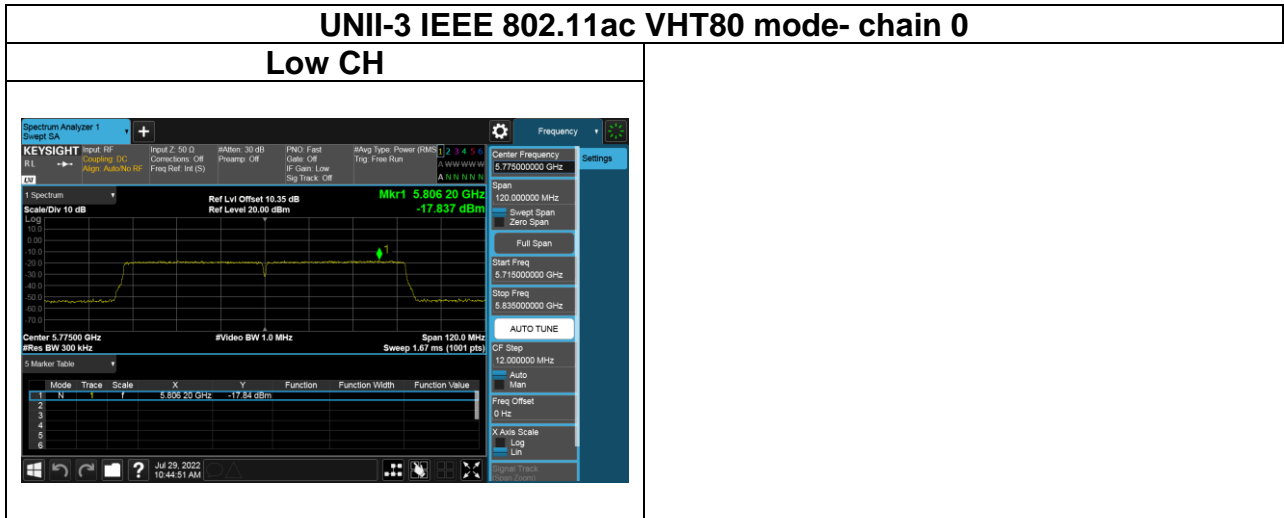 UNII-3 IEEE 802.11ac VHT80 mode- chain 0
Low CH
Spectrum Analyzer 1
Swept SA
+
Frequency
KEYSIGHT
RL
LXI
Input: RF
Coupling: DC
Align: Auto/No RF
Input Z: 50 Ω
Corrections: Off
Freq Ref: Int (S)
#Atten: 30 dB
Preamp: Off
PNO: Fast
Gate: Off
IF Gain: Low
Sig Track: Off
#Avg Type: Power (RMS
Trig: Free Run
1 2 3 4 5 6
A W W W W W
A N N N N N
1 Spectrum
Scale/Div 10 dB
Ref Lvl Offset 10.35 dB
Ref Level 20.00 dBm
Mkr1 5.806 20 GHz
-17.837 dBm
Log
10.0
0.00
-10.0
-20.0
-30.0
-40.0
-50.0
-60.0
-70.0
1
Center 5.77500 GHz
#Res BW 300 kHz
#Video BW 1.0 MHz
Span 120.0 MHz
Sweep 1.67 ms (1001 pts)
5 Marker Table
Mode Trace Scale X Y Function Function Width Function Value
1 N 1 f 5.806 20 GHz -17.84 dBm
2
3
4
5
6
Jul 29, 2022
10:44:51 AM
?
Center Frequency
5.775000000 GHz
Settings
Span
120.000000 MHz
Swept Span
Zero Span
Full Span
Start Freq
5.715000000 GHz
Stop Freq
5.835000000 GHz
AUTO TUNE
CF Step
12.000000 MHz
Auto
Man
Freq Offset
0 Hz
X Axis Scale
Log
Lin
Signal Track
(Span Zoom)